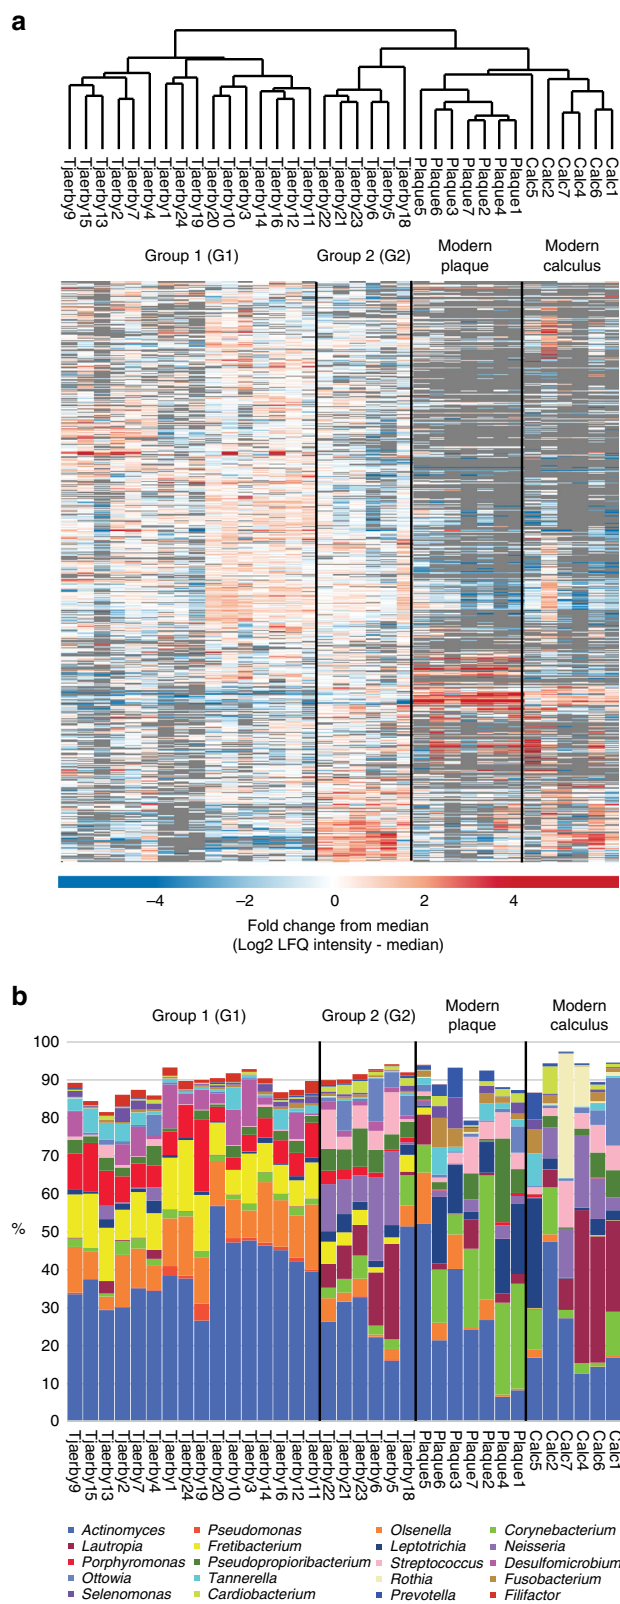 a
Tjaerby9
Tjaerby15
Tjaerby13
Tjaerby2
Tjaerby7
Tjaerby4
Tjaerby1
Tjaerby24
Tjaerby19
Tjaerby20
Tjaerby10
Tjaerby3
Tjaerby14
Tjaerby16
Tjaerby12
Tjaerby11
Tjaerby22
Tjaerby21
Tjaerby23
Tjaerby6
Tjaerby5
Tjaerby18
Plaque5
Plaque6
Plaque3
Plaque7
Plaque2
Plaque4
Plaque1
Calc5
Calc2
Calc7
Calc4
Calc6
Calc1
Group 1 (G1)
Group 2 (G2)
Modern
plaque
Modern
calculus
−4 −2 0 2 4
Fold change from median
(Log2 LFQ intensity - median)
b
Group 1 (G1)
Group 2 (G2)
Modern
plaque
Modern
calculus
100
90
80
70
60
50
%
40
30
20
10
0
Tjaerby9
Tjaerby15
Tjaerby13
Tjaerby2
Tjaerby7
Tjaerby4
Tjaerby1
Tjaerby24
Tjaerby19
Tjaerby20
Tjaerby10
Tjaerby3
Tjaerby14
Tjaerby16
Tjaerby12
Tjaerby11
Tjaerby22
Tjaerby21
Tjaerby23
Tjaerby6
Tjaerby5
Tjaerby18
Plaque5
Plaque6
Plaque3
Plaque7
Plaque2
Plaque4
Plaque1
Calc5
Calc2
Calc7
Calc4
Calc6
Calc1
Actinomyces Pseudomonas Olsenella Corynebacterium
Lautropia Fretibacterium Leptotrichia Neisseria
Porphyromonas Pseudopropioribacterium Streptococcus Desulfomicrobium
Ottowia Tannerella Rothia Fusobacterium
Selenomonas Cardiobacterium Prevotella Filifactor